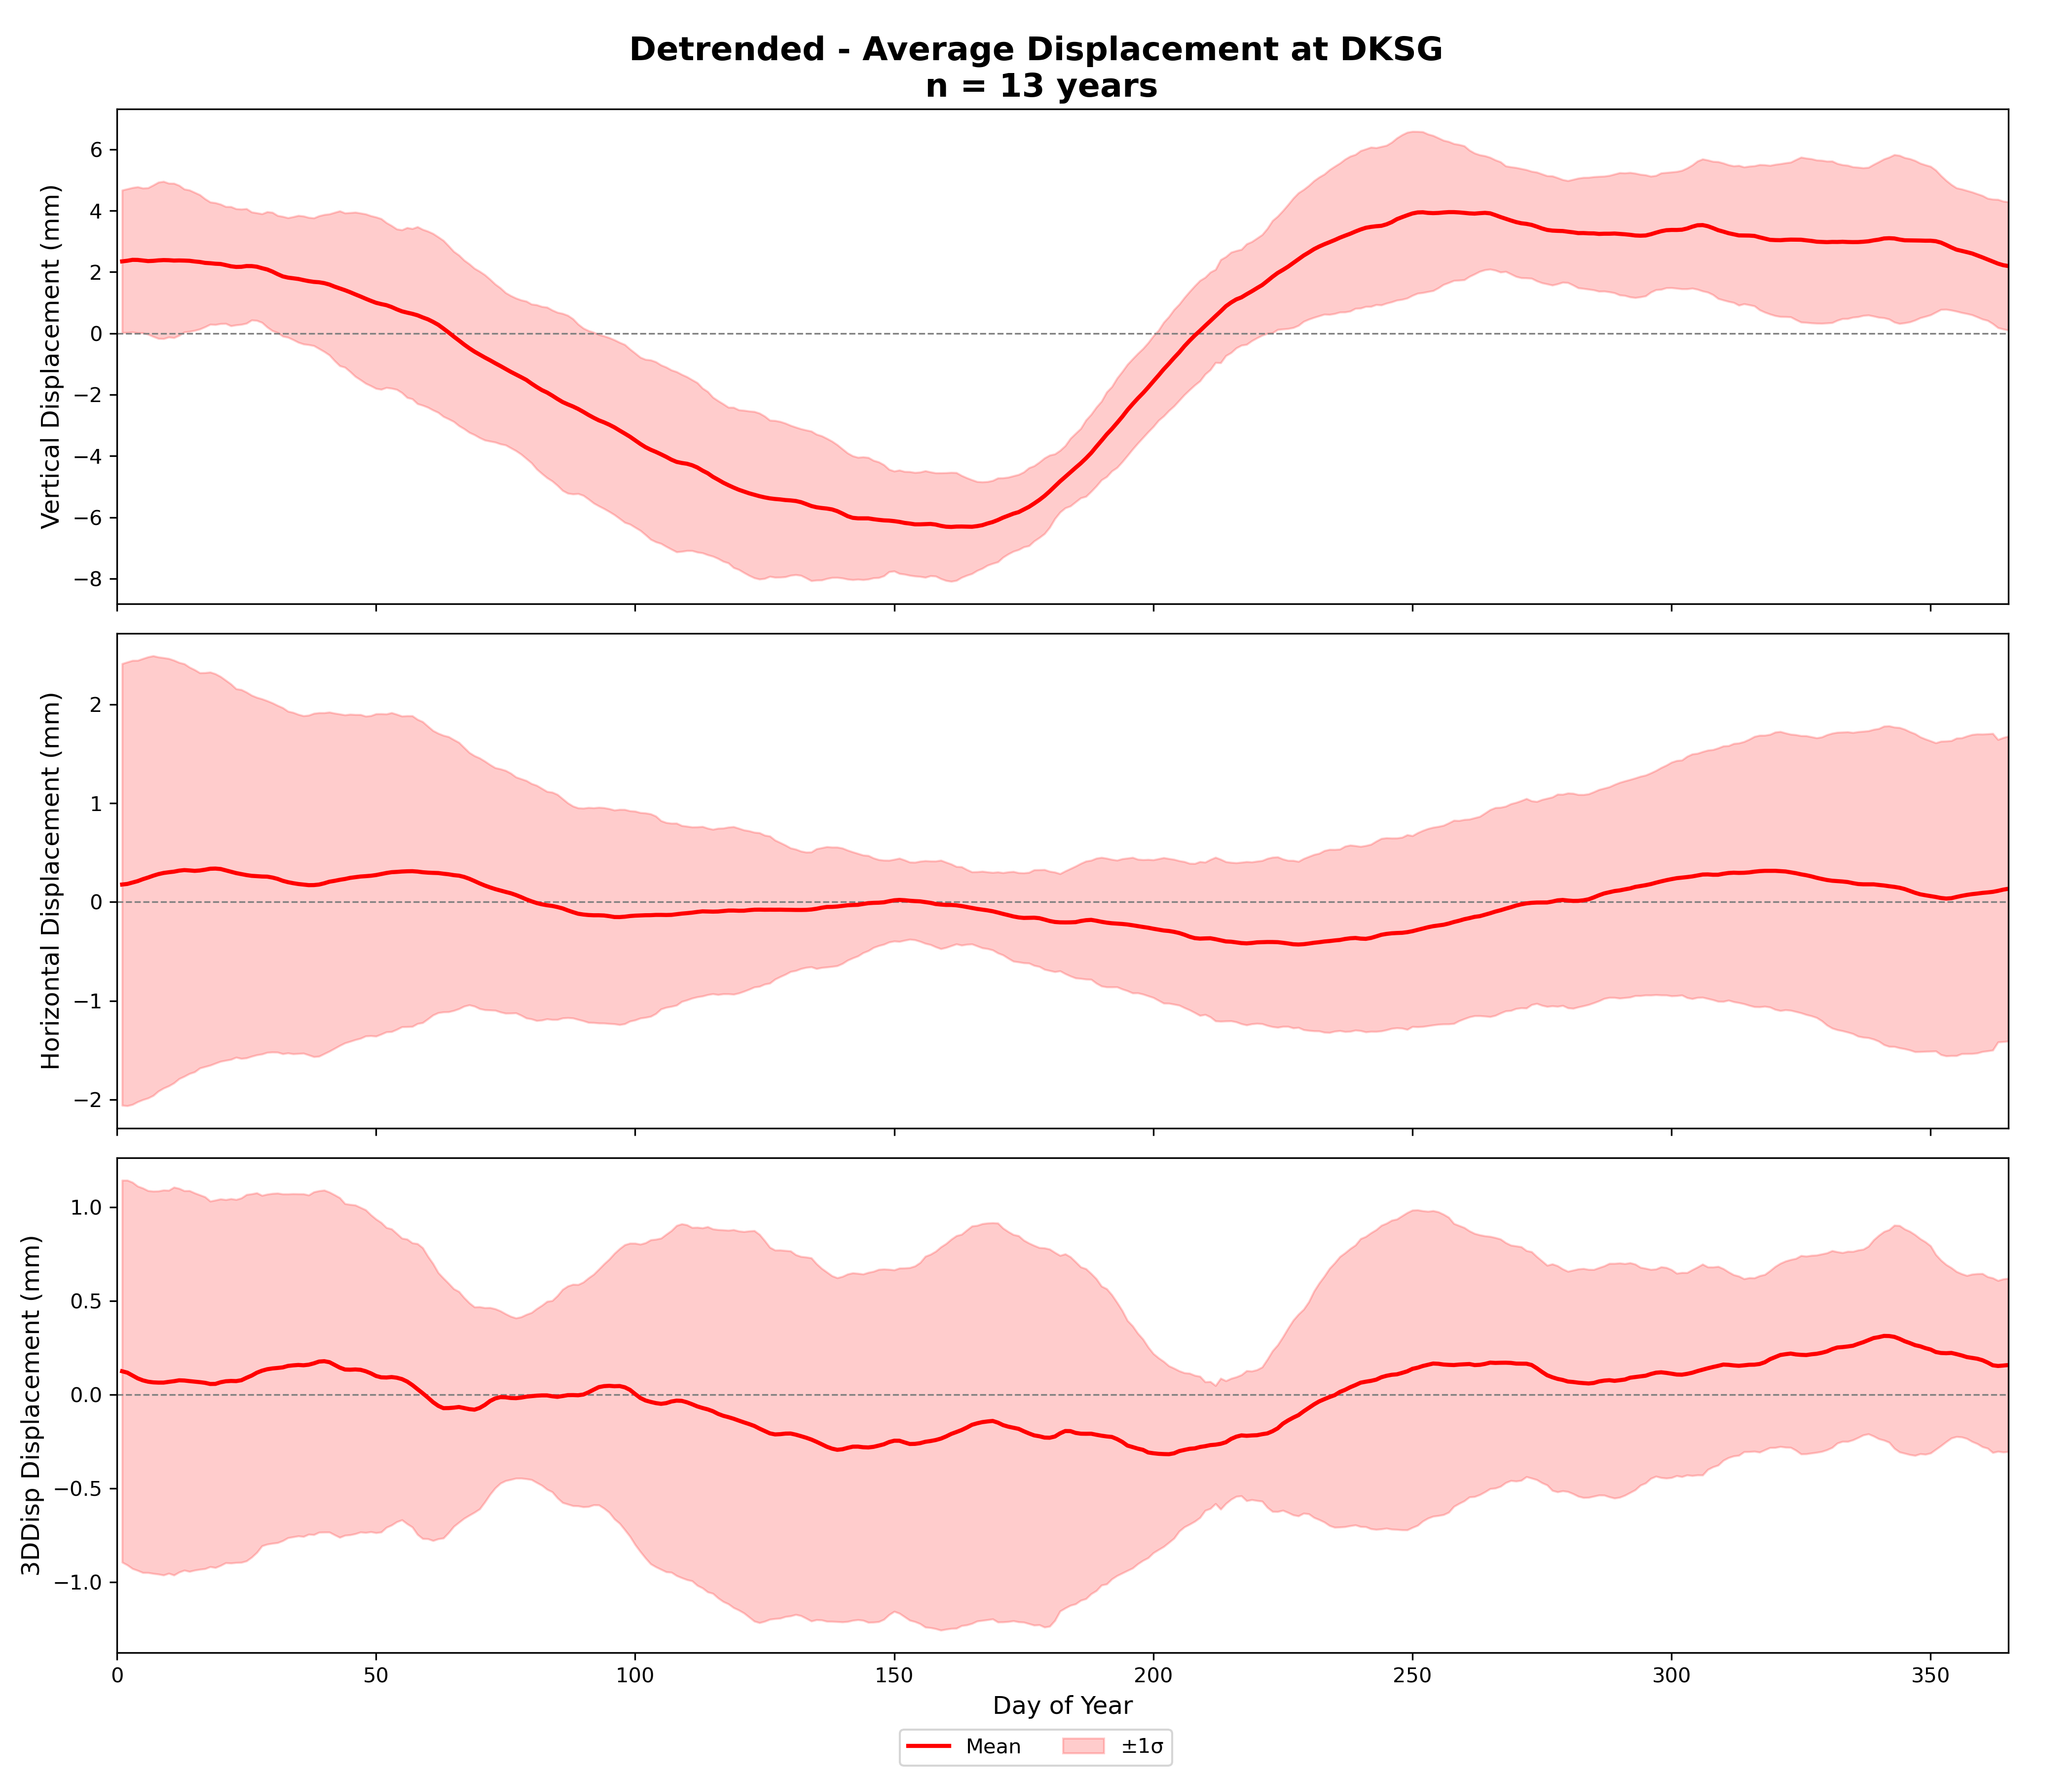 Detrended - Average Displacement at DKSG
n = 13 years
Vertical Displacement (mm)
6
4
2
0
−2
−4
−6
−8
Horizontal Displacement (mm)
2
1
0
−1
−2
3DDisp Displacement (mm)
1.0
0.5
0.0
−0.5
−1.0
0 50 100 150 200 250 300 350
Day of Year
Mean ±1σ